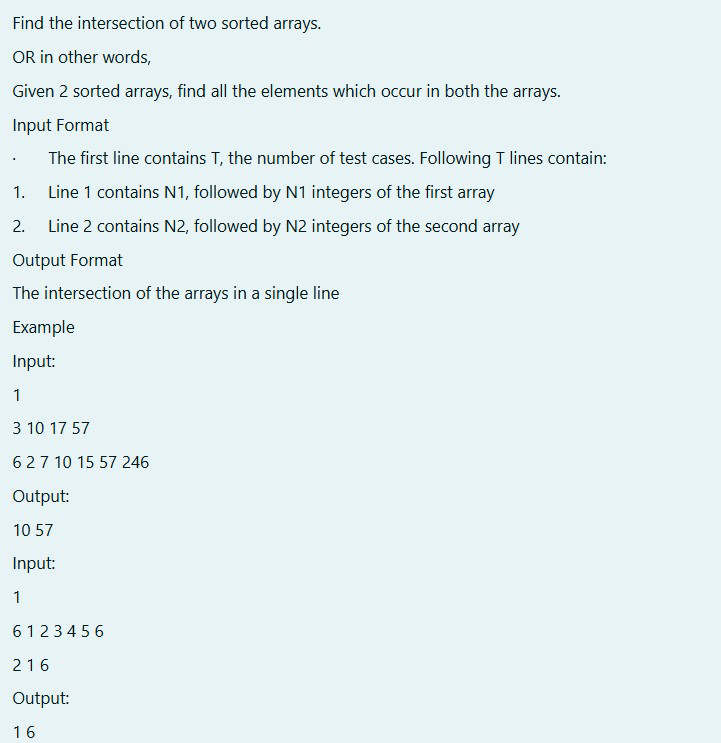 Find the intersection of two sorted arrays.
OR in other words,
Given 2 sorted arrays, find all the elements which occur in both the arrays.
Input Format
· The first line contains T, the number of test cases. Following T lines contain:
1. Line 1 contains N1, followed by N1 integers of the first array
2. Line 2 contains N2, followed by N2 integers of the second array
Output Format
The intersection of the arrays in a single line
Example
Input:
1
3 10 17 57
6 2 7 10 15 57 246
Output:
10 57
Input:
1
6 1 2 3 4 5 6
2 1 6
Output:
1 6